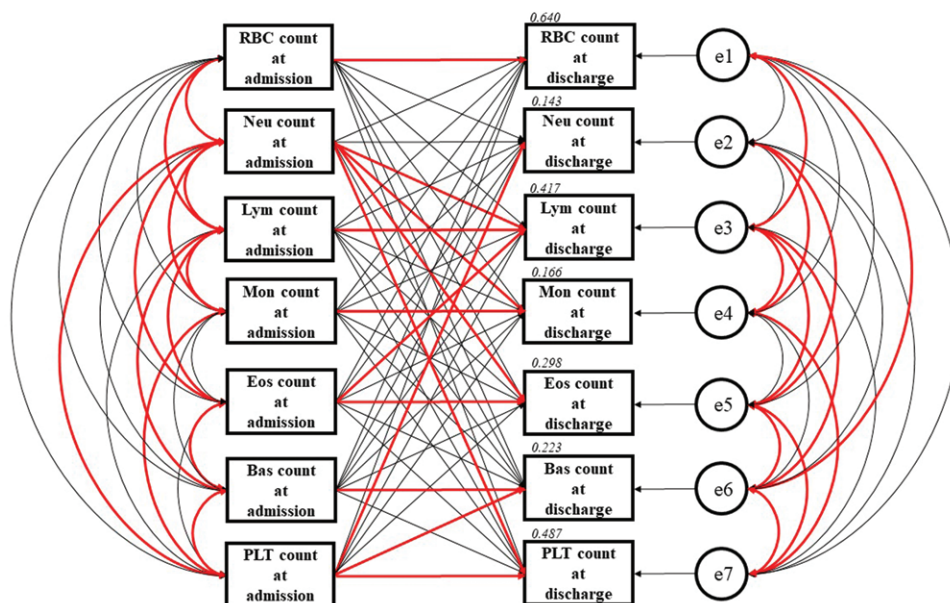 0.640
RBC count
at
admission
RBC count
at
discharge
e1
0.143
Neu count
at
admission
Neu count
at
discharge
e2
0.417
Lym count
at
admission
Lym count
at
discharge
e3
0.166
Mon count
at
admission
Mon count
at
discharge
e4
0.298
Eos count
at
admission
Eos count
at
discharge
e5
0.223
Bas count
at
admission
Bas count
at
discharge
e6
0.487
PLT count
at
admission
PLT count
at
discharge
e7